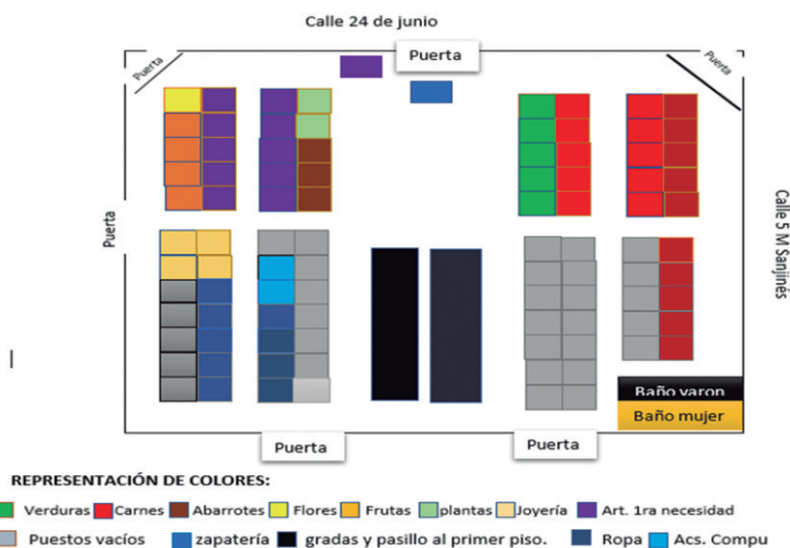 Calle 24 de junio
Puerta
Puerta
Puerta
Puerta
Calle 5 M Sanjinés
Baño varon
Baño mujer
Puerta
Puerta
REPRESENTACIÓN DE COLORES:
Verduras Carnes Abarrotes Flores Frutas plantas Joyería Art. 1ra necesidad
Puestos vacíos zapatería gradas y pasillo al primer piso. Ropa Acs. Compu